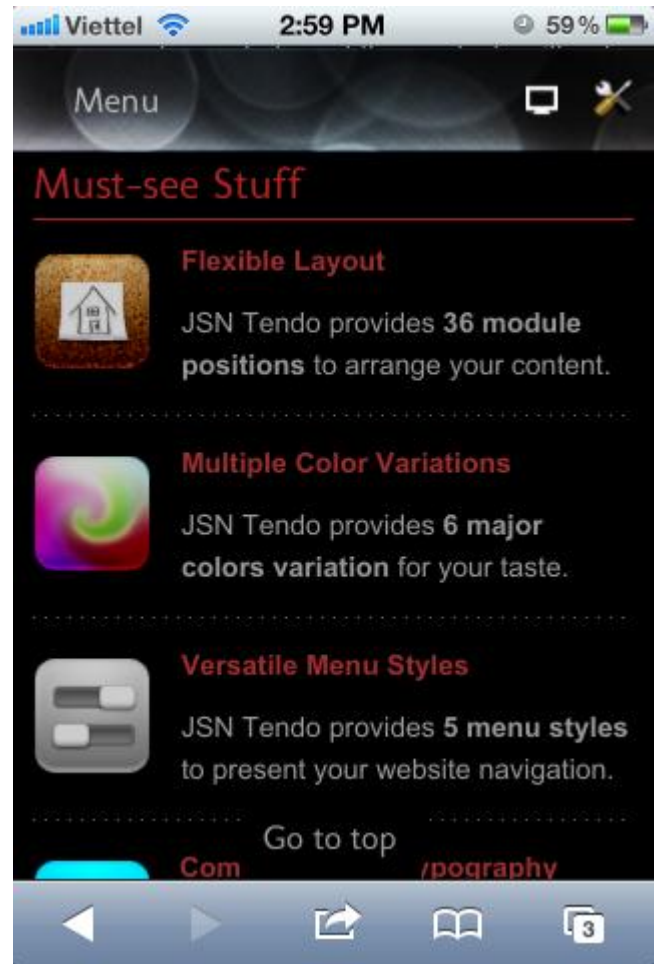 Viettel 2:59 PM 59%
Menu
Must-see Stuff
Flexible Layout
JSN Tendo provides 36 module
positions to arrange your content.
Multiple Color Variations
JSN Tendo provides 6 major
colors variation for your taste.
Versatile Menu Styles
JSN Tendo provides 5 menu styles
to present your website navigation.
Go to top
Com ypography
3